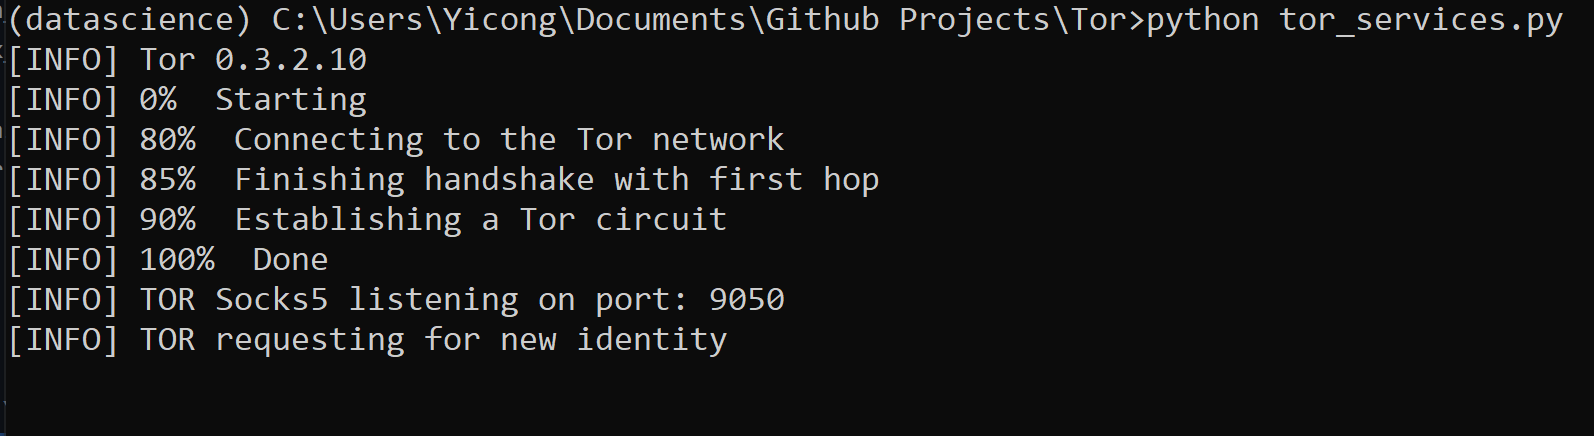 (datascience) C:\Users\Yicong\Documents\Github Projects\Tor>python tor_services.py
[INFO] Tor 0.3.2.10
[INFO] 0%  Starting
[INFO] 80%  Connecting to the Tor network
[INFO] 85%  Finishing handshake with first hop
[INFO] 90%  Establishing a Tor circuit
[INFO] 100%  Done
[INFO] TOR Socks5 listening on port: 9050
[INFO] TOR requesting for new identity